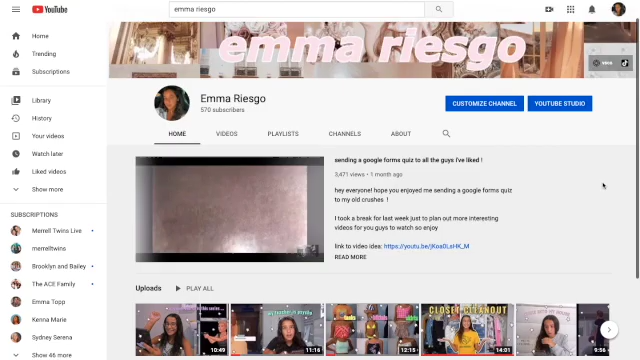 YouTube
emma riesgo
Home
Trending
Subscriptions
Library
History
Your videos
Watch later
Liked videos
Show more
SUBSCRIPTIONS
Merrell Twins Live
merrelltwins
Brooklyn and Bailey
The ACE Family
Emma Topp
Kenna Marie
Sydney Serena
Show 46 more
emma riesgo
Emma Riesgo
570 subscribers
CUSTOMIZE CHANNEL
YOUTUBE STUDIO
HOME VIDEOS PLAYLISTS CHANNELS ABOUT
sending a google forms quiz to all the guys i've liked !
3,471 views • 1 month ago
hey everyone! hope you enjoyed me sending a google forms quiz
to my old crushes !
I took a break for last week just to plan out more interesting
videos for you guys to watch so enjoy
link to video idea: https://youtu.be/jKoa0LsHK_M
READ MORE
Uploads PLAY ALL
CLOSET CLEANOUT
10:49
11:16
12:15
14:01
9:56